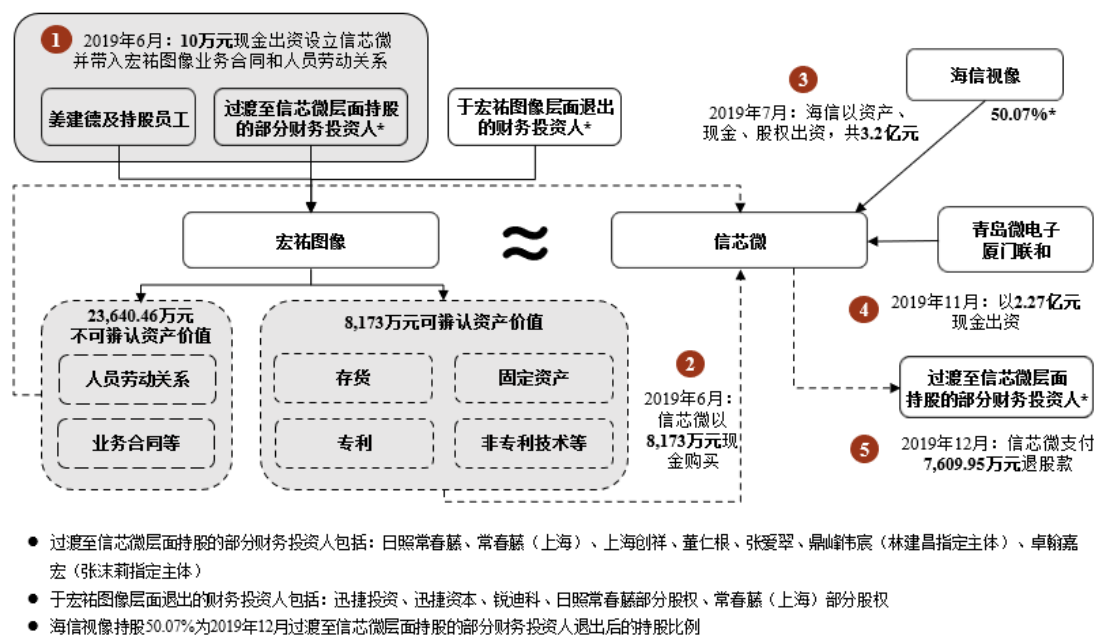 1 2019年6月：10万元现金出资设立信芯微
并带入宏祐图像业务合同和人员劳动关系
姜建德及持股员工
过渡至信芯微层面持股
的部分财务投资人*
于宏祐图像层面退出
的财务投资人*
3
2019年7月：海信以资产、
现金、股权出资，共3.2亿元
海信视像
50.07%*
宏祐图像
≈
信芯微
青岛微电子
厦门联和
23,640.46万元
不可辨认资产价值
人员劳动关系
业务合同等
8,173万元可辨认资产价值
存货
固定资产
专利
非专利技术等
2
2019年6月：
信芯微以
8,173万元现
金购买
4 2019年11月：以2.27亿元
现金出资
过渡至信芯微层面
持股的部分财务投资人*
5 2019年12月：信芯微支付
7,609.95万元退股款
● 过渡至信芯微层面持股的部分财务投资人包括：日照常春藤、常春藤（上海）、上海创祥、董仁根、张爱翠、鼎峰伟宸（林建昌指定主体）、卓翰嘉
宏（张沫莉指定主体）
● 于宏祐图像层面退出的财务投资人包括：迅捷投资、迅捷资本、锐迪科、日照常春藤部分股权、常春藤（上海）部分股权
● 海信视像持股50.07%为2019年12月过渡至信芯微层面持股的部分财务投资人退出后的持股比例